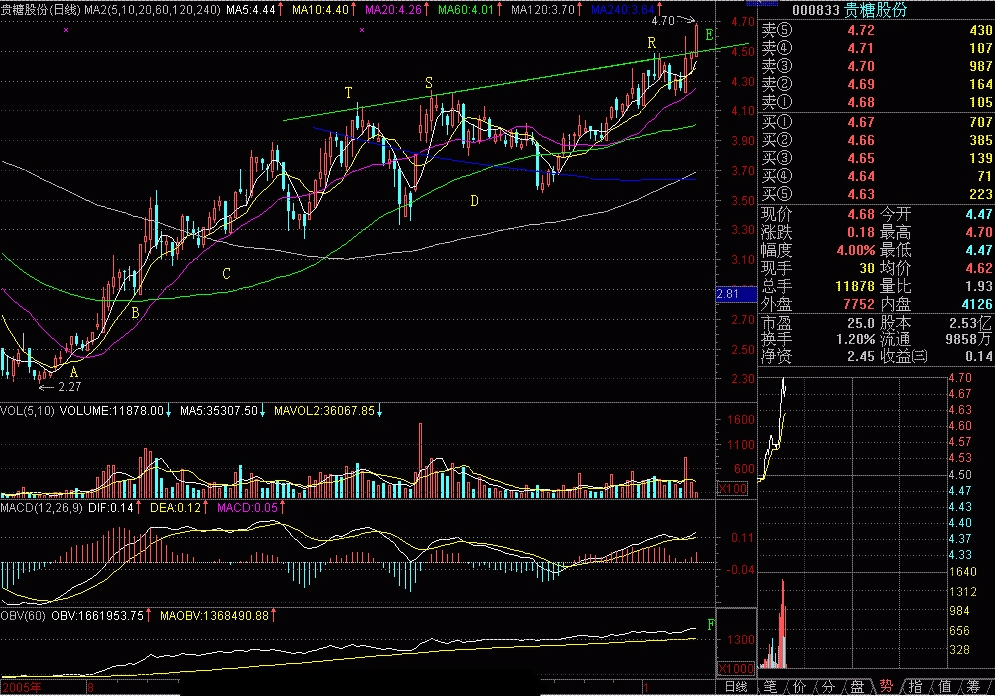 贵糖股份(日线) MA2(5,10,20,60,120,240) MA5:4.44↑ MA10:4.40↑ MA20:4.26↑ MA60:4.01↑ MA120:3.70↑ MA240:3.64↑
4.70
E
R
S
T
D
C
B
A
2.27
4.70
4.50
4.30
4.10
3.90
3.70
3.50
3.30
3.10
2.81
2.70
2.50
2.30
VOL(5,10) VOLUME:11878.00↓ MA5:35307.50↓ MAVOL2:36067.85↓
1600
1100
600
X100
MACD(12,26,9) DIF:0.14↑ DEA:0.12↑ MACD:0.05↑
0.11
-0.04
OBV(60) OBV:1661953.75↑ MAOBV:1368490.88↑
F
1300
X1000
2005年 8 1 日线
000833 贵糖股份
卖⑤ 4.72 430
卖④ 4.71 107
卖③ 4.70 987
卖② 4.69 164
卖① 4.68 105
买① 4.67 707
买② 4.66 385
买③ 4.65 139
买④ 4.64 71
买⑤ 4.63 223
现价 4.68 今开 4.47
涨跌 0.18 最高 4.70
幅度 4.00% 最低 4.47
现手 30 均价 4.62
总手 11878 量比 1.93
外盘 7752 内盘 4126
市盈 25.0 股本 2.53亿
换手 1.20% 流通 9858万
净资 2.45 收益㈢ 0.14
4.70
4.67
4.63
4.60
4.57
4.53
4.50
4.47
4.43
4.40
4.37
4.33
1640
1312
984
656
328
笔 价 分 盘 势 指 值 筹